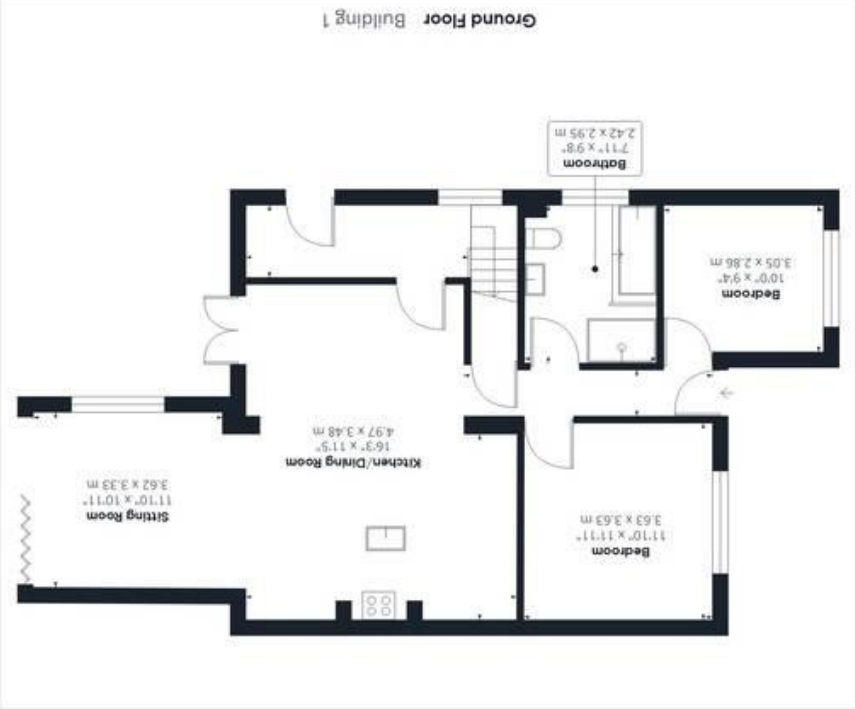 Bedroom
11'10" x 11'11"
3.63 x 3.63 m
Kitchen/Dining Room
16'3" x 11'5"
4.97 x 3.48 m
Sitting Room
11'10" x 10'11"
3.62 x 3.33 m
Bedroom
10'0" x 9'4"
3.05 x 2.86 m
Bathroom
7'11" x 9'8"
2.42 x 2.95 m
Ground Floor Building 1